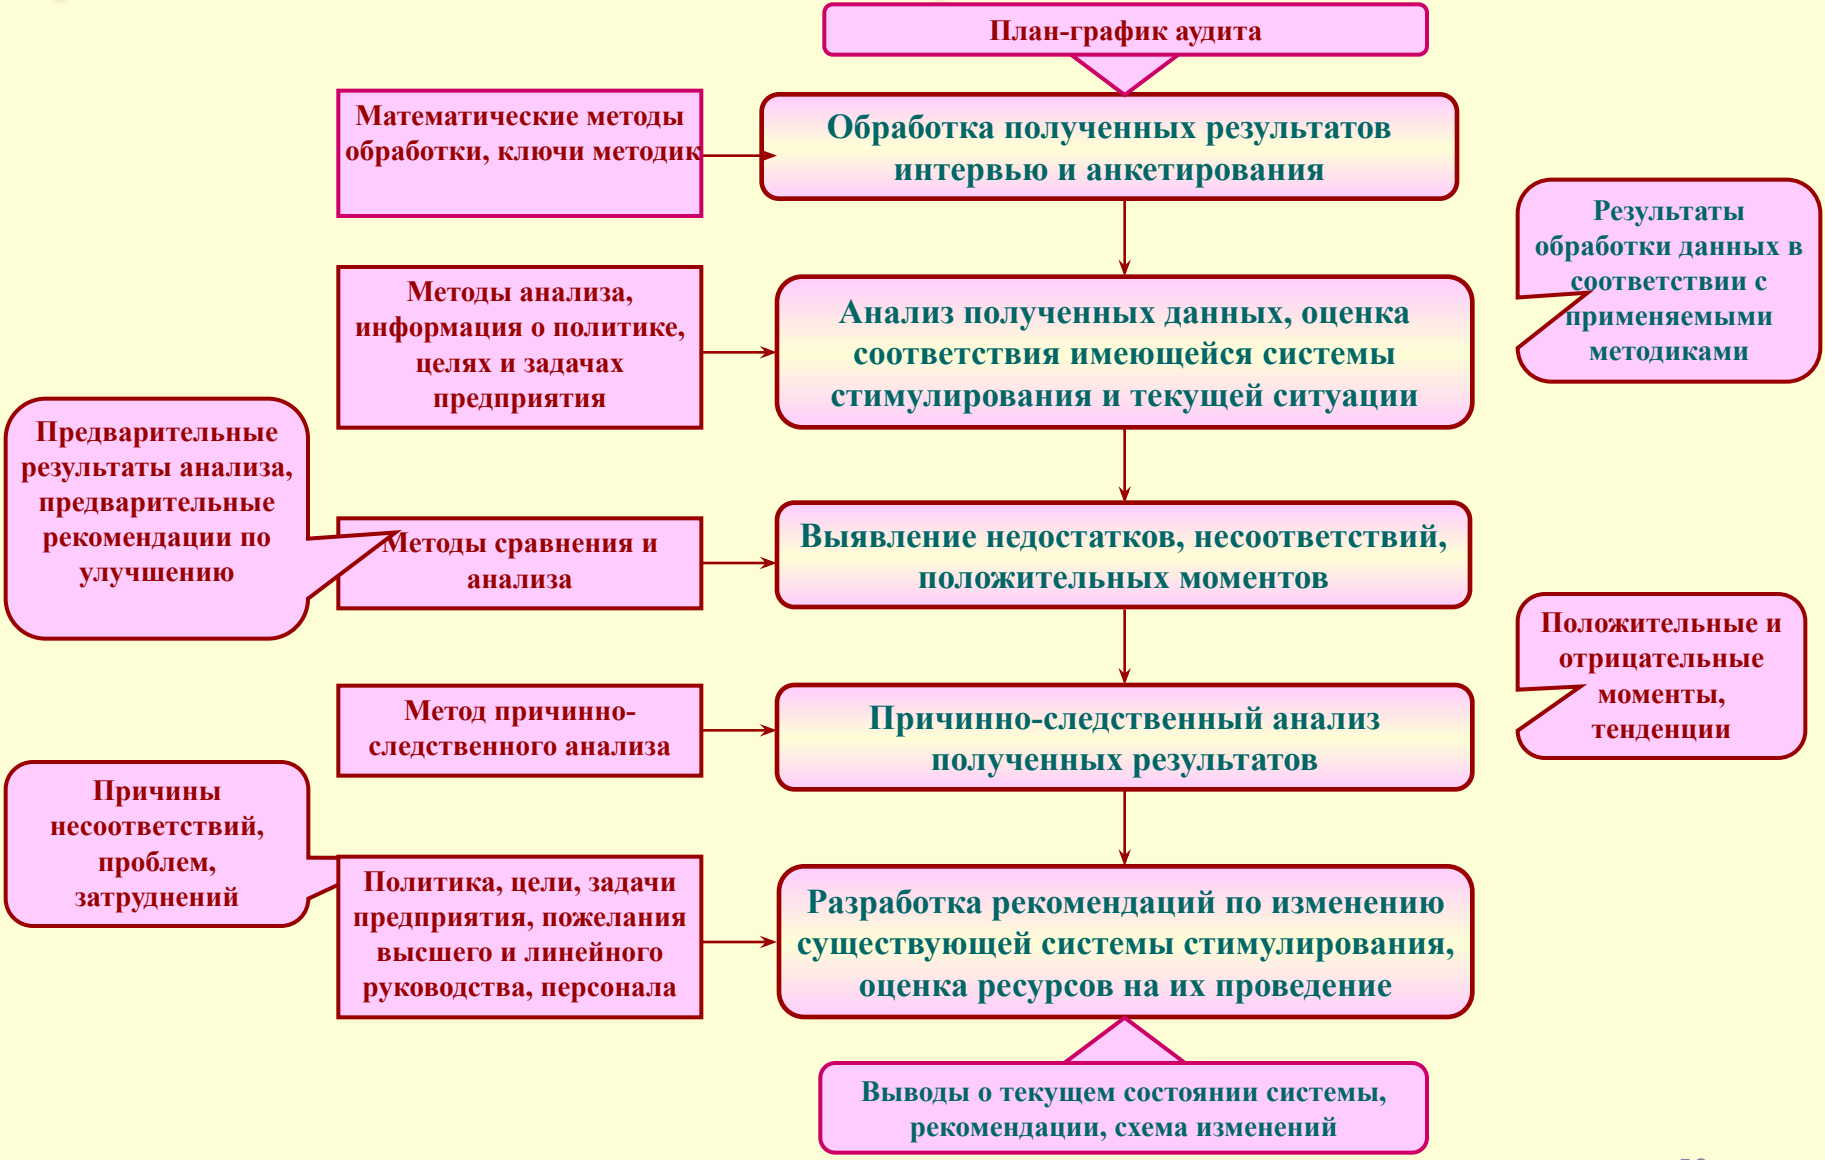 План-график аудита
Математические методы
обработки, ключи методик
Обработка полученных результатов
интервью и анкетирования
Результаты
обработки данных в
соответствии с
применяемыми
методиками
Методы анализа,
информация о политике,
целях и задачах
предприятия
Анализ полученных данных, оценка
соответствия имеющейся системы
стимулирования и текущей ситуации
Предварительные
результаты анализа,
предварительные
рекомендации по
улучшению
Методы сравнения и
анализа
Выявление недостатков, несоответствий,
положительных моментов
Положительные и
отрицательные
моменты,
тенденции
Метод причинно-
следственного анализа
Причинно-следственный анализ
полученных результатов
Причины
несоответствий,
проблем,
затруднений
Политика, цели, задачи
предприятия, пожелания
высшего и линейного
руководства, персонала
Разработка рекомендаций по изменению
существующей системы стимулирования,
оценка ресурсов на их проведение
Выводы о текущем состоянии системы,
рекомендации, схема изменений